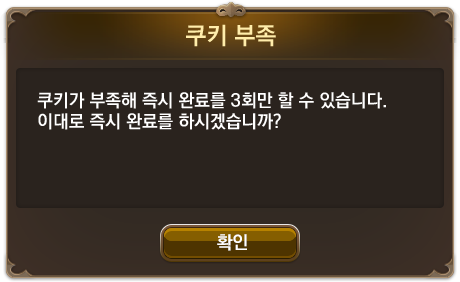 쿠키 부족
쿠키가 부족해 즉시 완료를 3회만 할 수 있습니다.
이대로 즉시 완료를 하시겠습니까?
확인